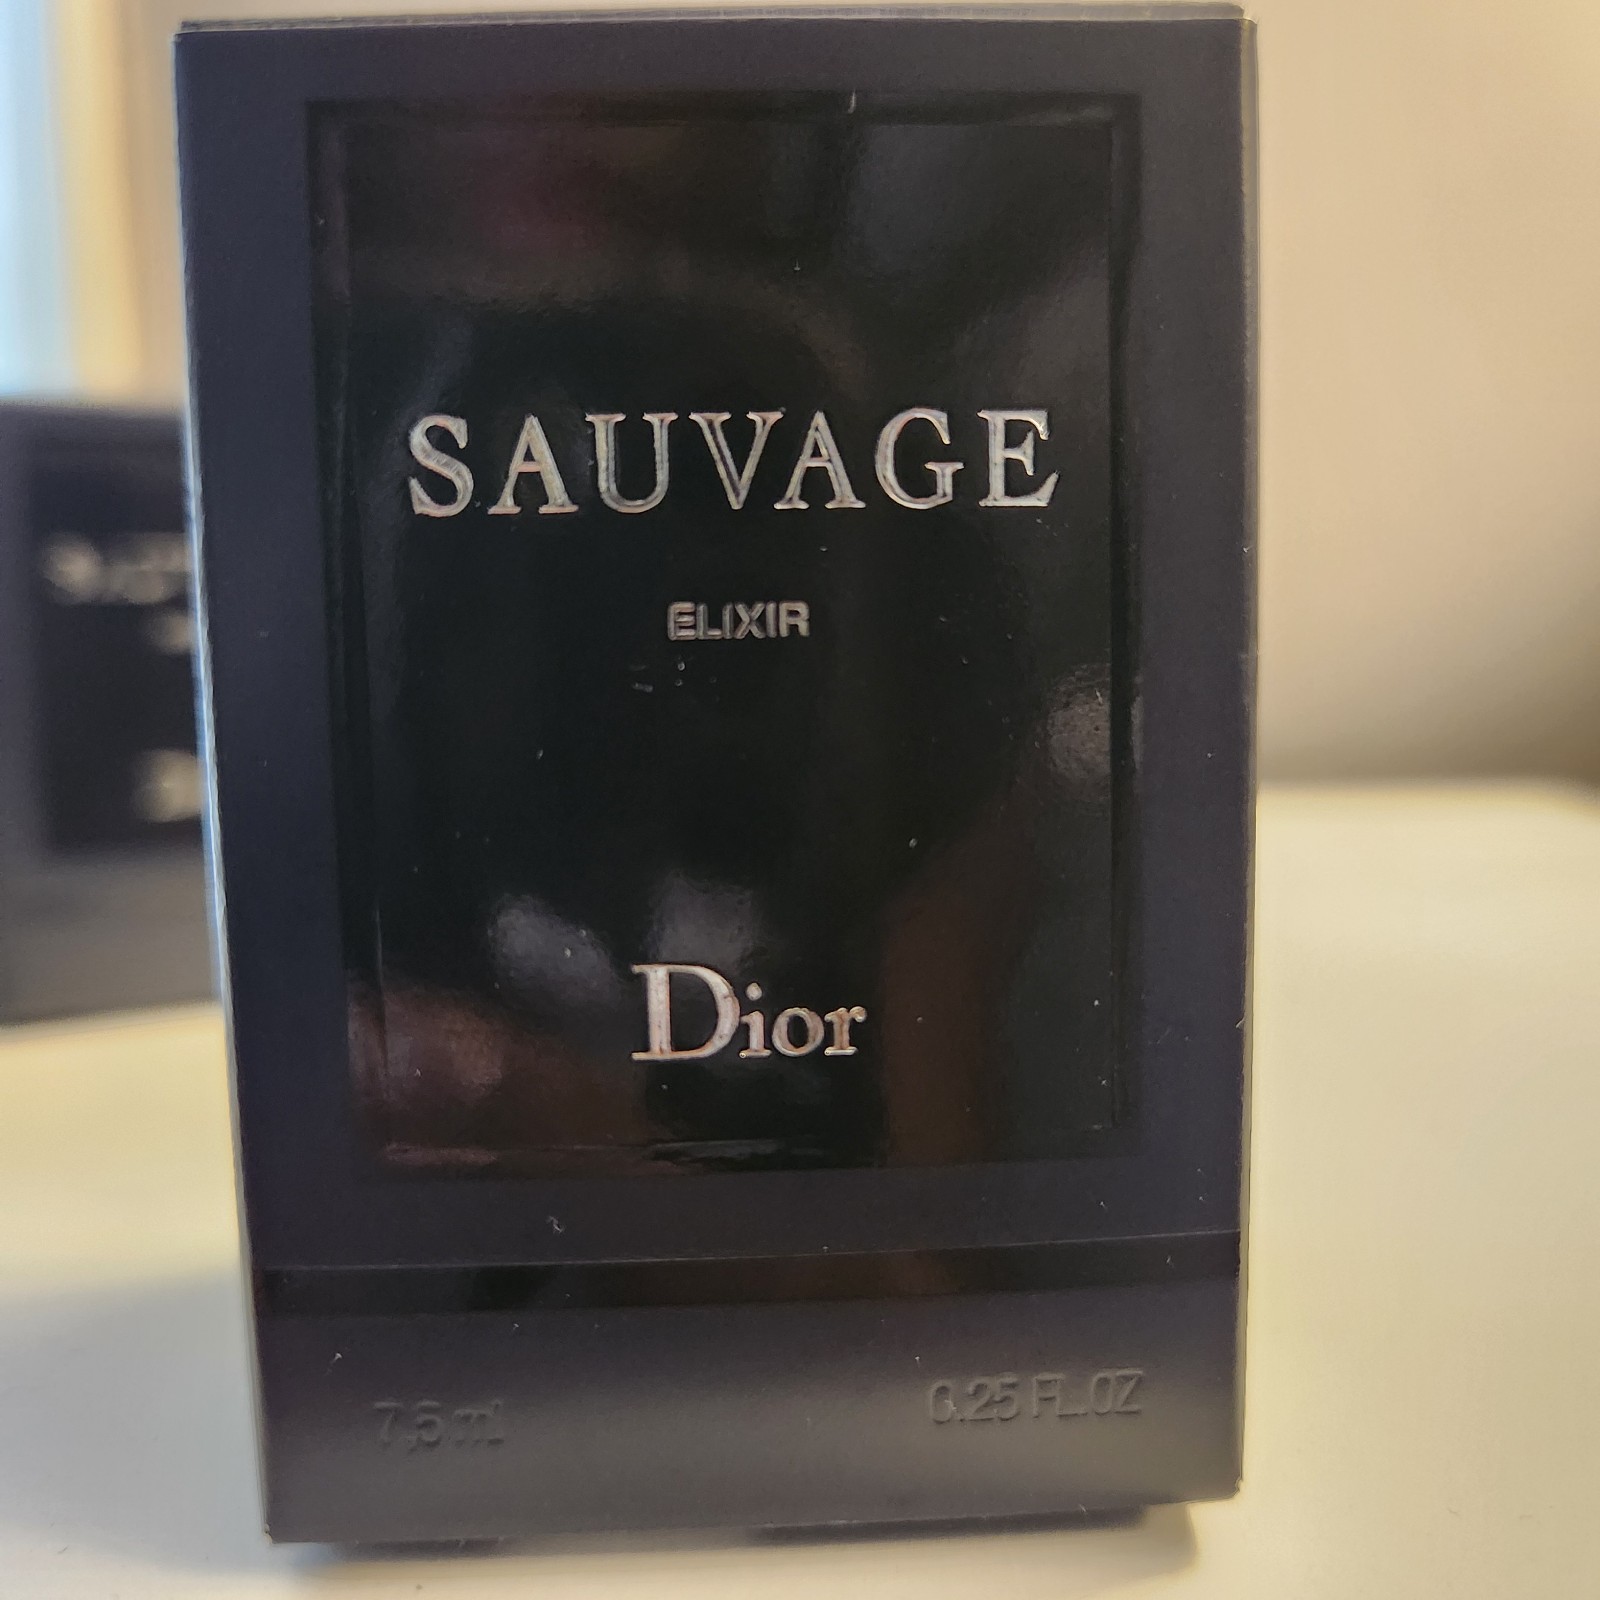 SAUVAGE
ELIXIR
Dior
7,5 ml 0.25 FL.OZ